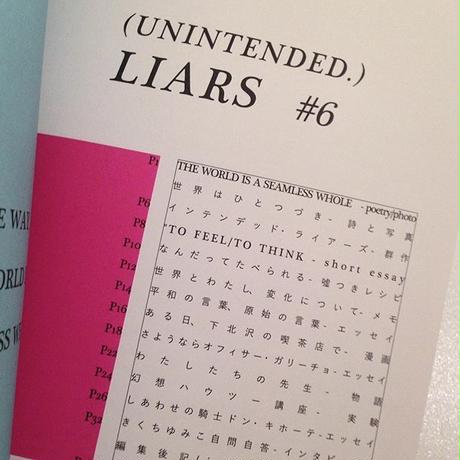 (UNINTENDED.)
LIARS #6
THE WORLD IS A SEAMLESS WHOLE - poetry/photo
世界はひとつづき - 詩と写真
インテンデッド・ライアーズ - 群作
"TO FEEL/TO THINK - short essay
なんだってたべられる - 嘘つきレシピ
世界とわたし、変化について - メモ
平和の言葉、原始の言葉 - エッセイ
ある日、下北沢の喫茶店で - 漫画
さようならオフィサー・ガリーチョ - エッセイ
わたしたちの先生 - 物語
幻想ハウツー講座 - 実験
しあわせの騎士ドン・キホーテ - エッセイ
きくちゆみこ自問自答 - インタビ
編集後記
P6
P8
P10
P12
P14
P16
P18
P22
P24
P26
P32